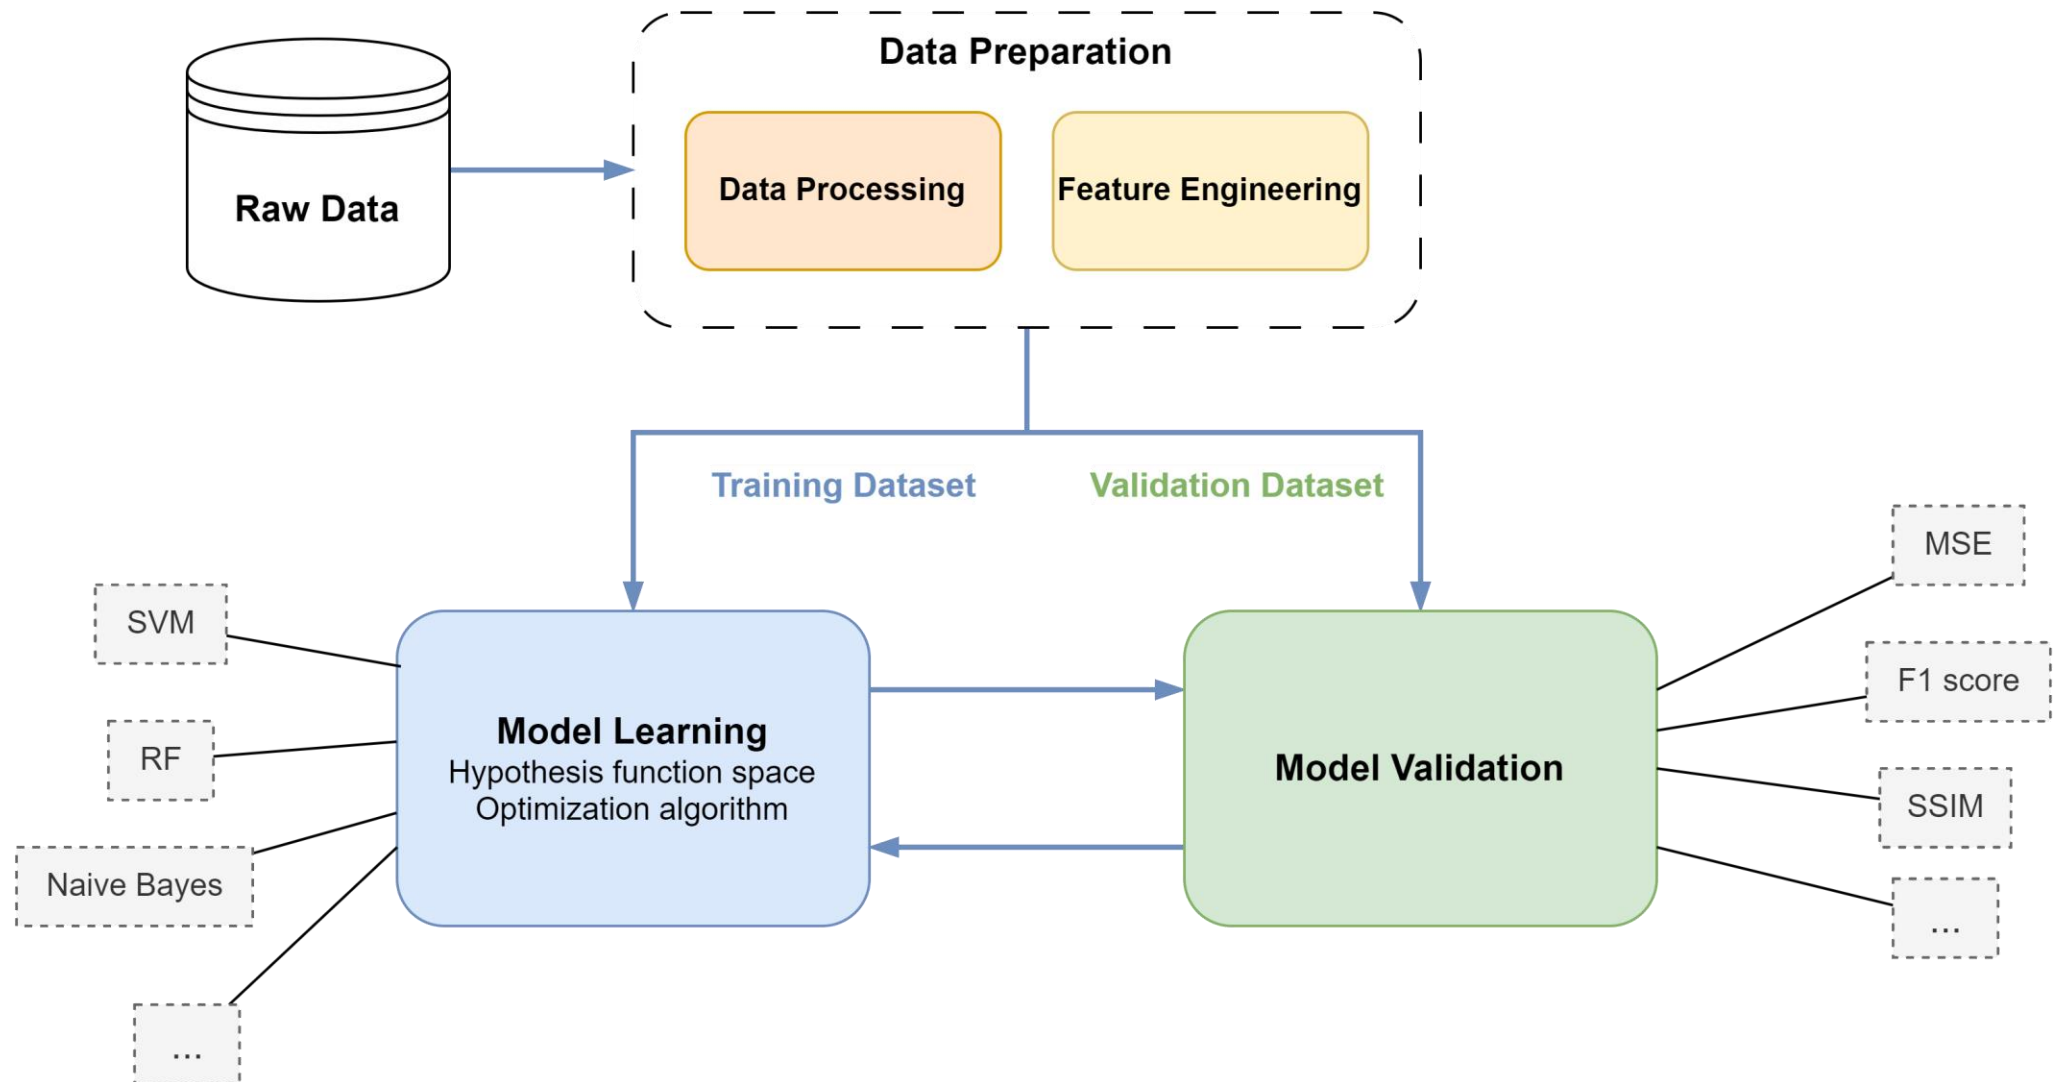 Data Preparation
Raw Data
Data Processing
Feature Engineering
Training Dataset
Validation Dataset
SVM
RF
Naive Bayes
...
Model Learning
Hypothesis function space
Optimization algorithm
Model Validation
MSE
F1 score
SSIM
...